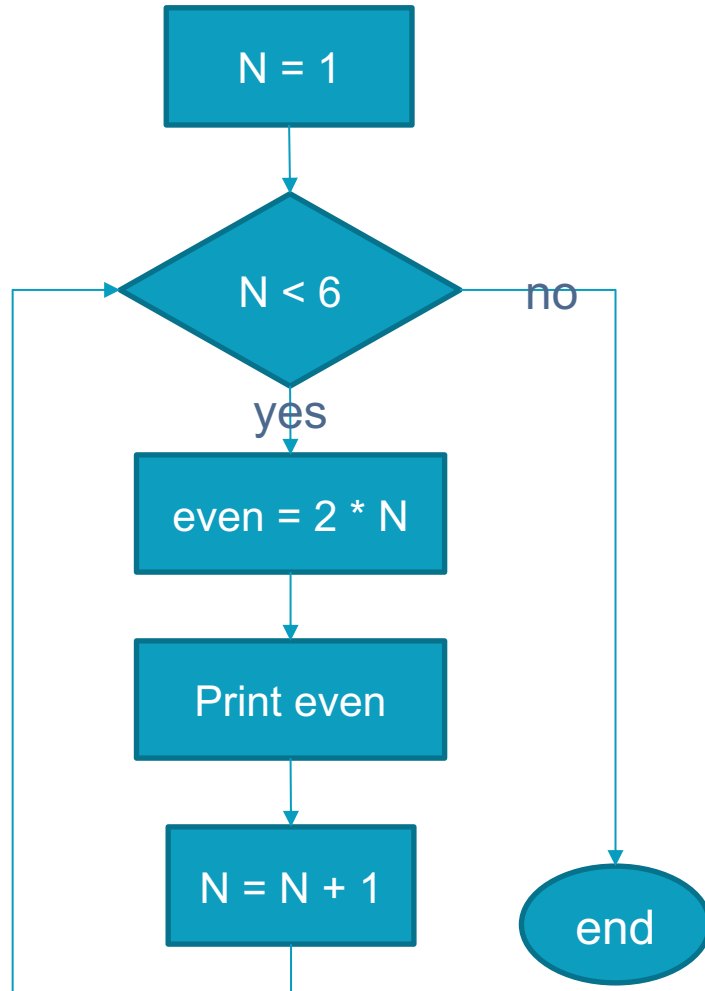 N = 1
N < 6
no
yes
even = 2 * N
Print even
N = N + 1
end